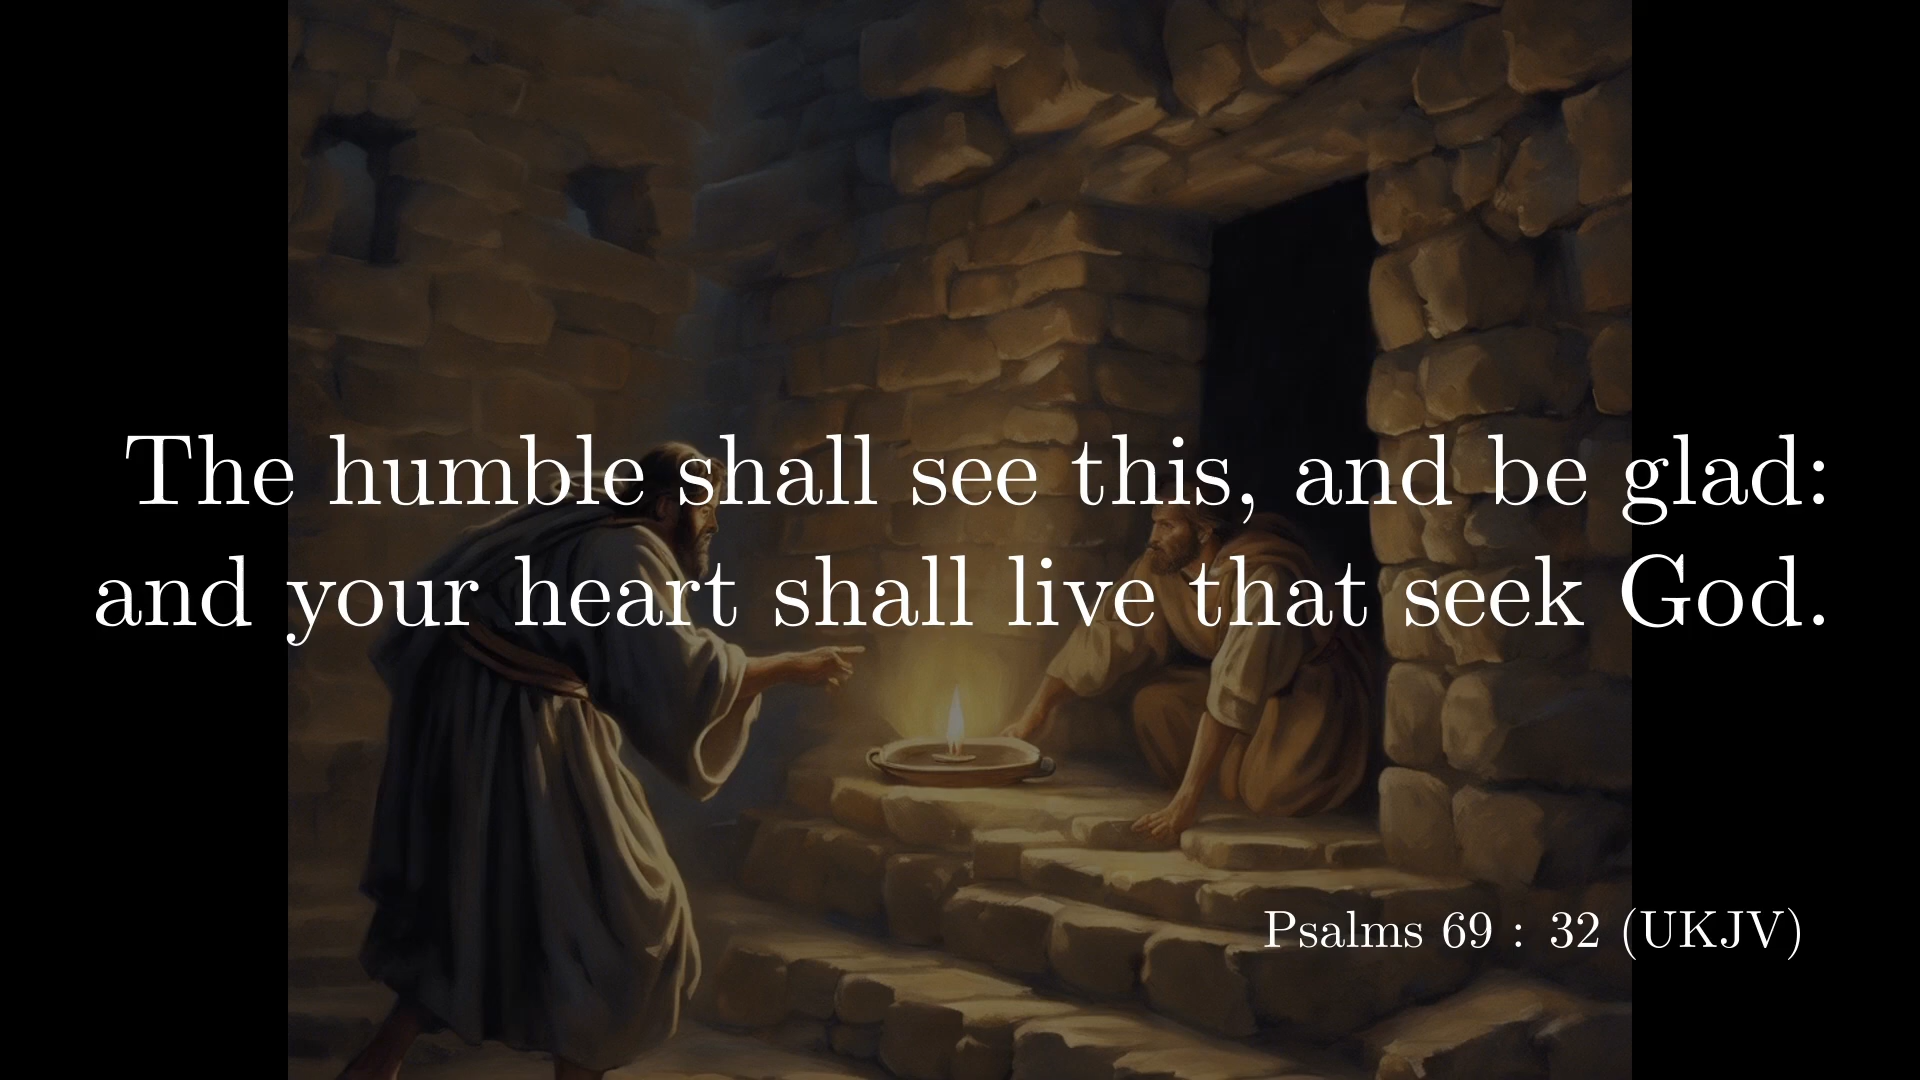 The humble shall see this, and be glad:
and your heart shall live that seek God.
Psalms 69 : 32 (UKJV)